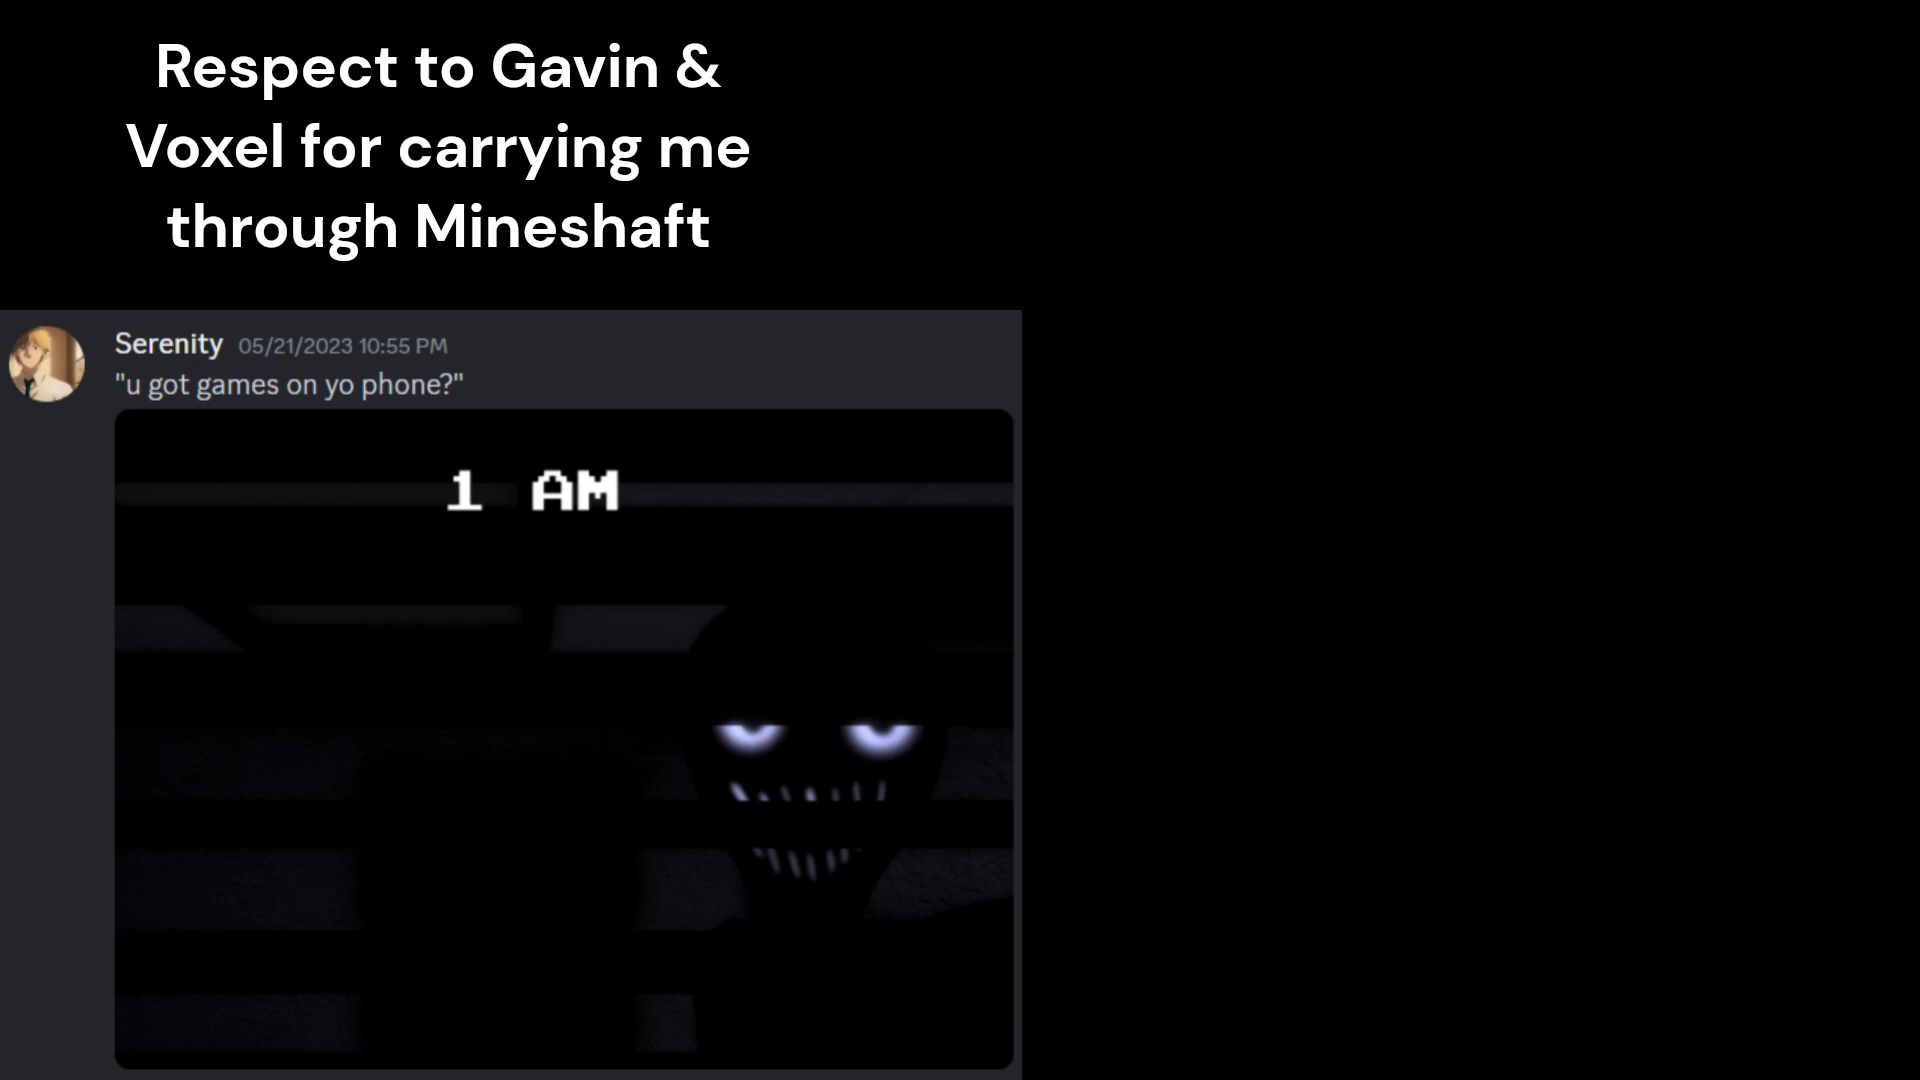 Respect to Gavin &
Voxel for carrying me
through Mineshaft
Serenity 05/21/2023 10:55 PM
"u got games on yo phone?"
1 AM